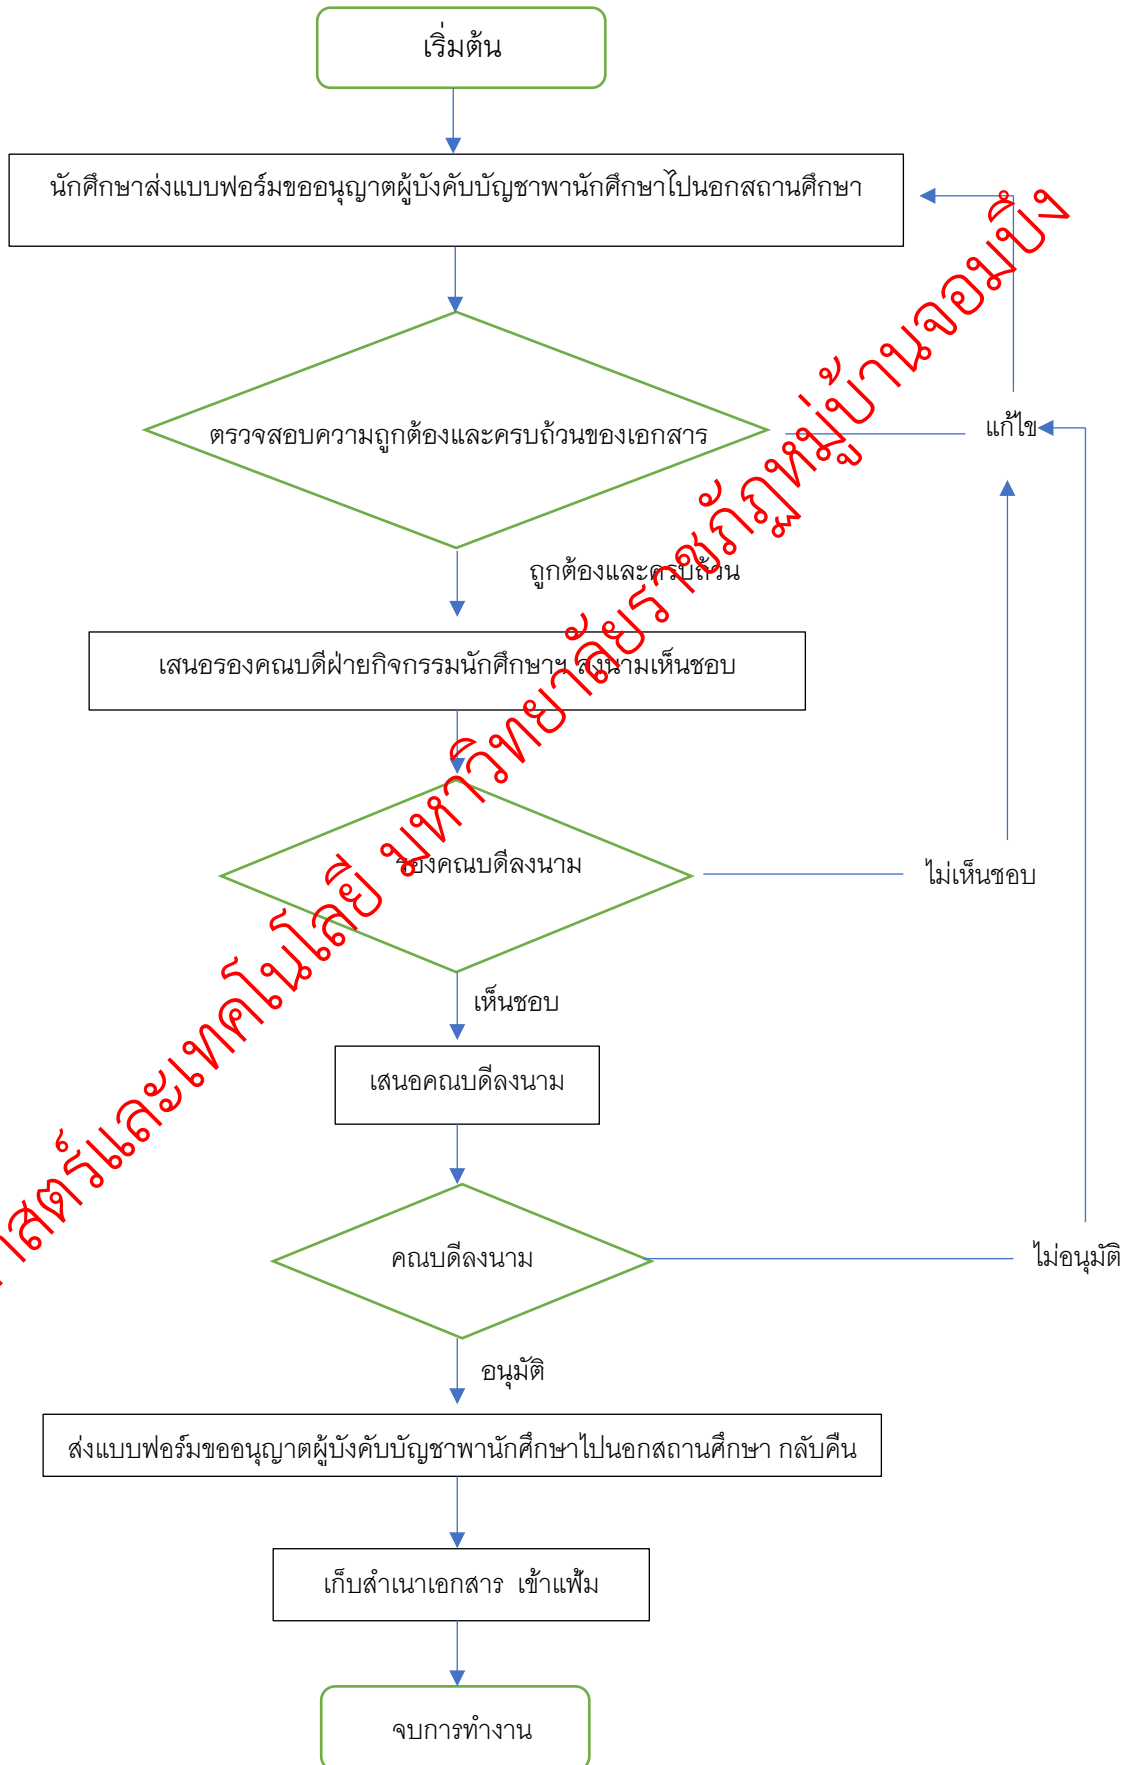 เริ่มต้น
นักศึกษาส่งแบบฟอร์มขออนุญาตผู้บังคับบัญชาพานักศึกษาไปนอกสถานศึกษา
ตรวจสอบความถูกต้องและครบถ้วนของเอกสาร
แก้ไข
ถูกต้องและครบถ้วน
เสนอรองคณบดีฝ่ายกิจกรรมนักศึกษาฯ ลงนามเห็นชอบ
รองคณบดีลงนาม
ไม่เห็นชอบ
เห็นชอบ
เสนอคณบดีลงนาม
คณบดีลงนาม
ไม่อนุมัติ
อนุมัติ
ส่งแบบฟอร์มขออนุญาตผู้บังคับบัญชาพานักศึกษาไปนอกสถานศึกษา กลับคืน
เก็บสำเนาเอกสาร เข้าแฟ้ม
จบการทำงาน
าสตร์และเทคโนโลยี มหาวิทยาลัยราชภัฏหมู่บ้านจอมบึง